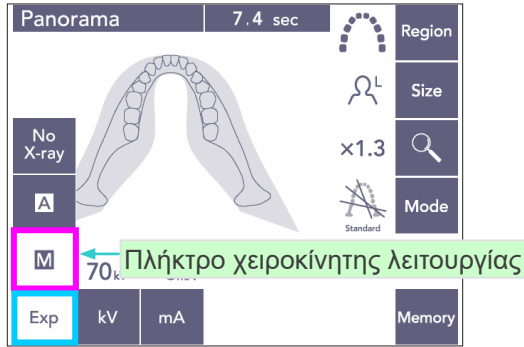 Panorama
7.4 sec
Region
L
Size
No
X-ray
×1.3
A
Standard
Mode
M
Πλήκτρο χειροκίνητης λειτουργίας
70
Exp
kV
mA
Memory